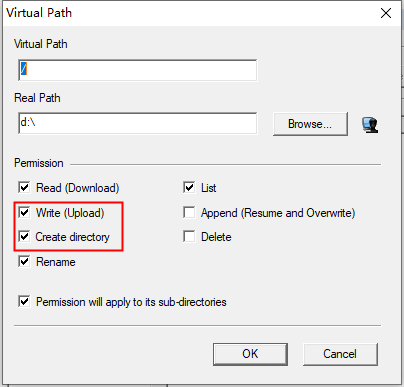 Virtual Path
Virtual Path
/
Real Path
d:\
Browse...
Permission
Read (Download)
List
Write (Upload)
Append (Resume and Overwrite)
Create directory
Delete
Rename
Permission will apply to its sub-directories
OK
Cancel